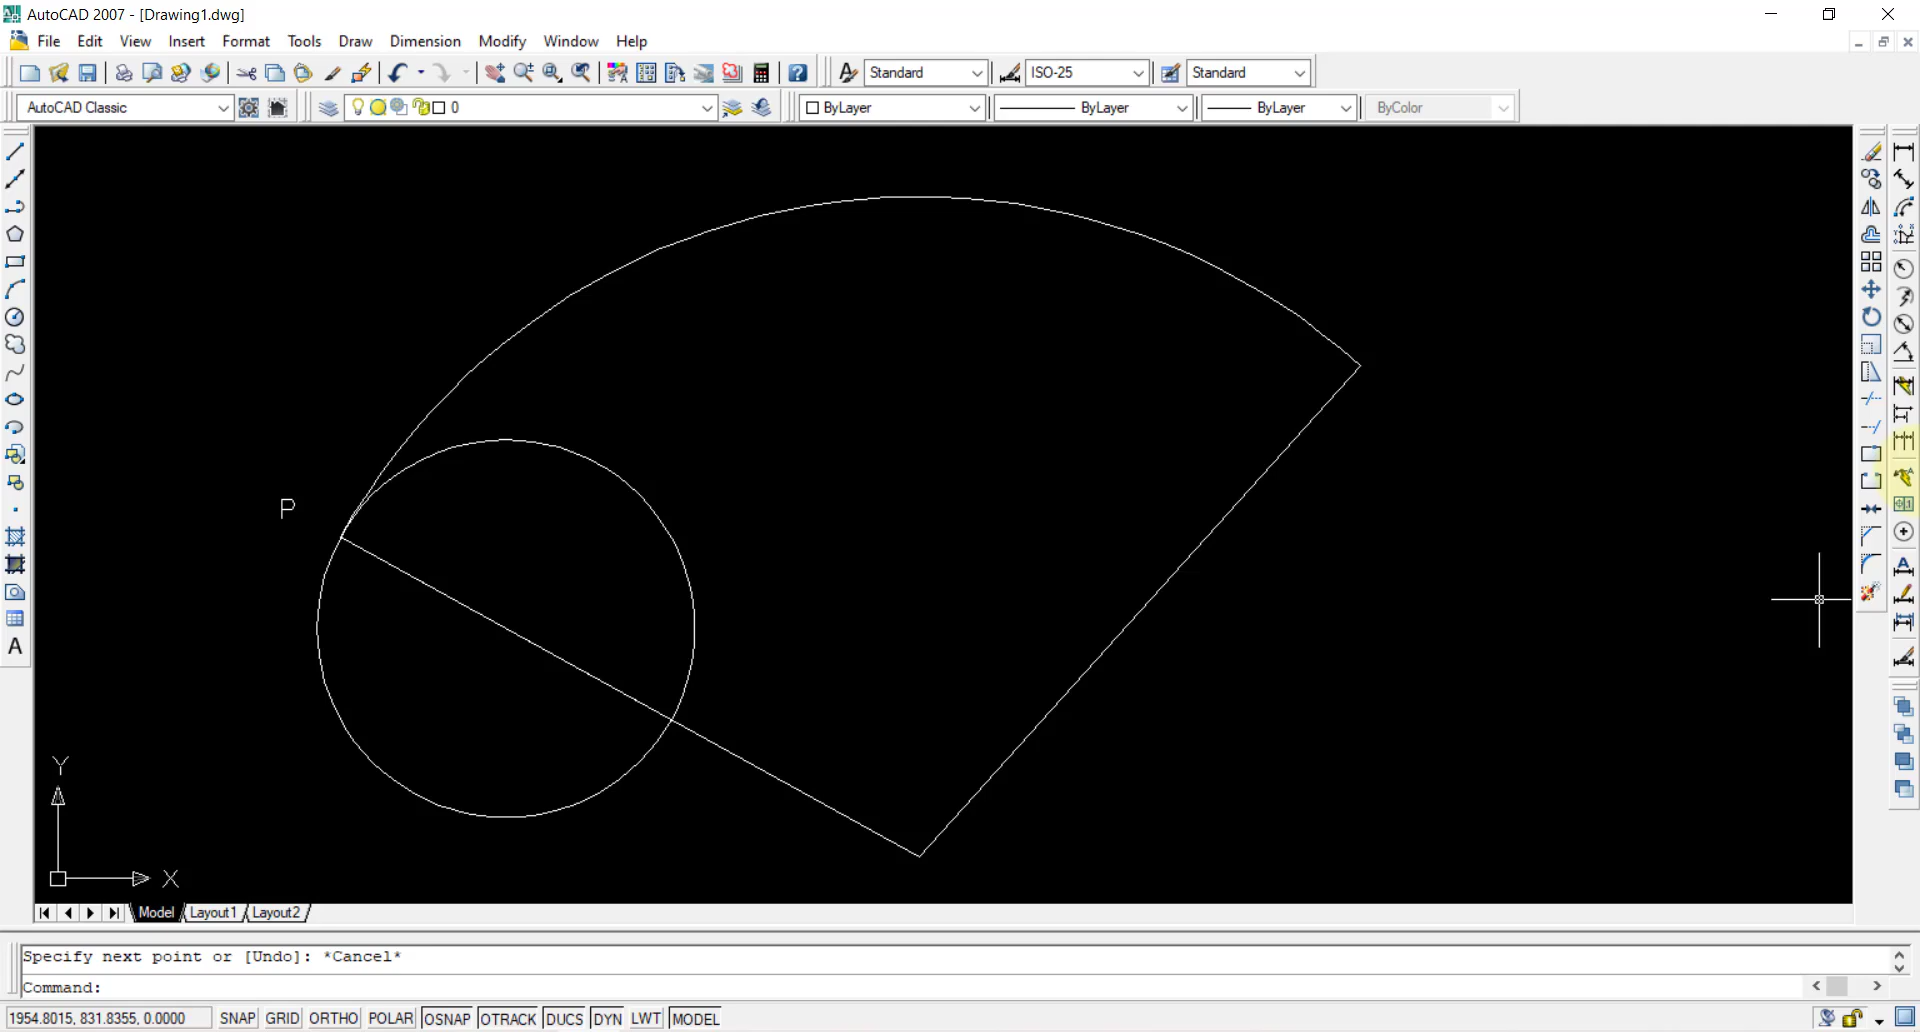 AutoCAD 2007 - [Drawing1.dwg]
File Edit View Insert Format Tools Draw Dimension Modify Window Help
Standard ISO-25 Standard
AutoCAD Classic 0 ByLayer ByLayer ByLayer ByColor
P
Y
X
Model Layout1 Layout2
Specify next point or [Undo]: *Cancel*
Command:
1954.8015, 831.8355, 0.0000 SNAP GRID ORTHO POLAR OSNAP OTRACK DUCS DYN LWT MODEL